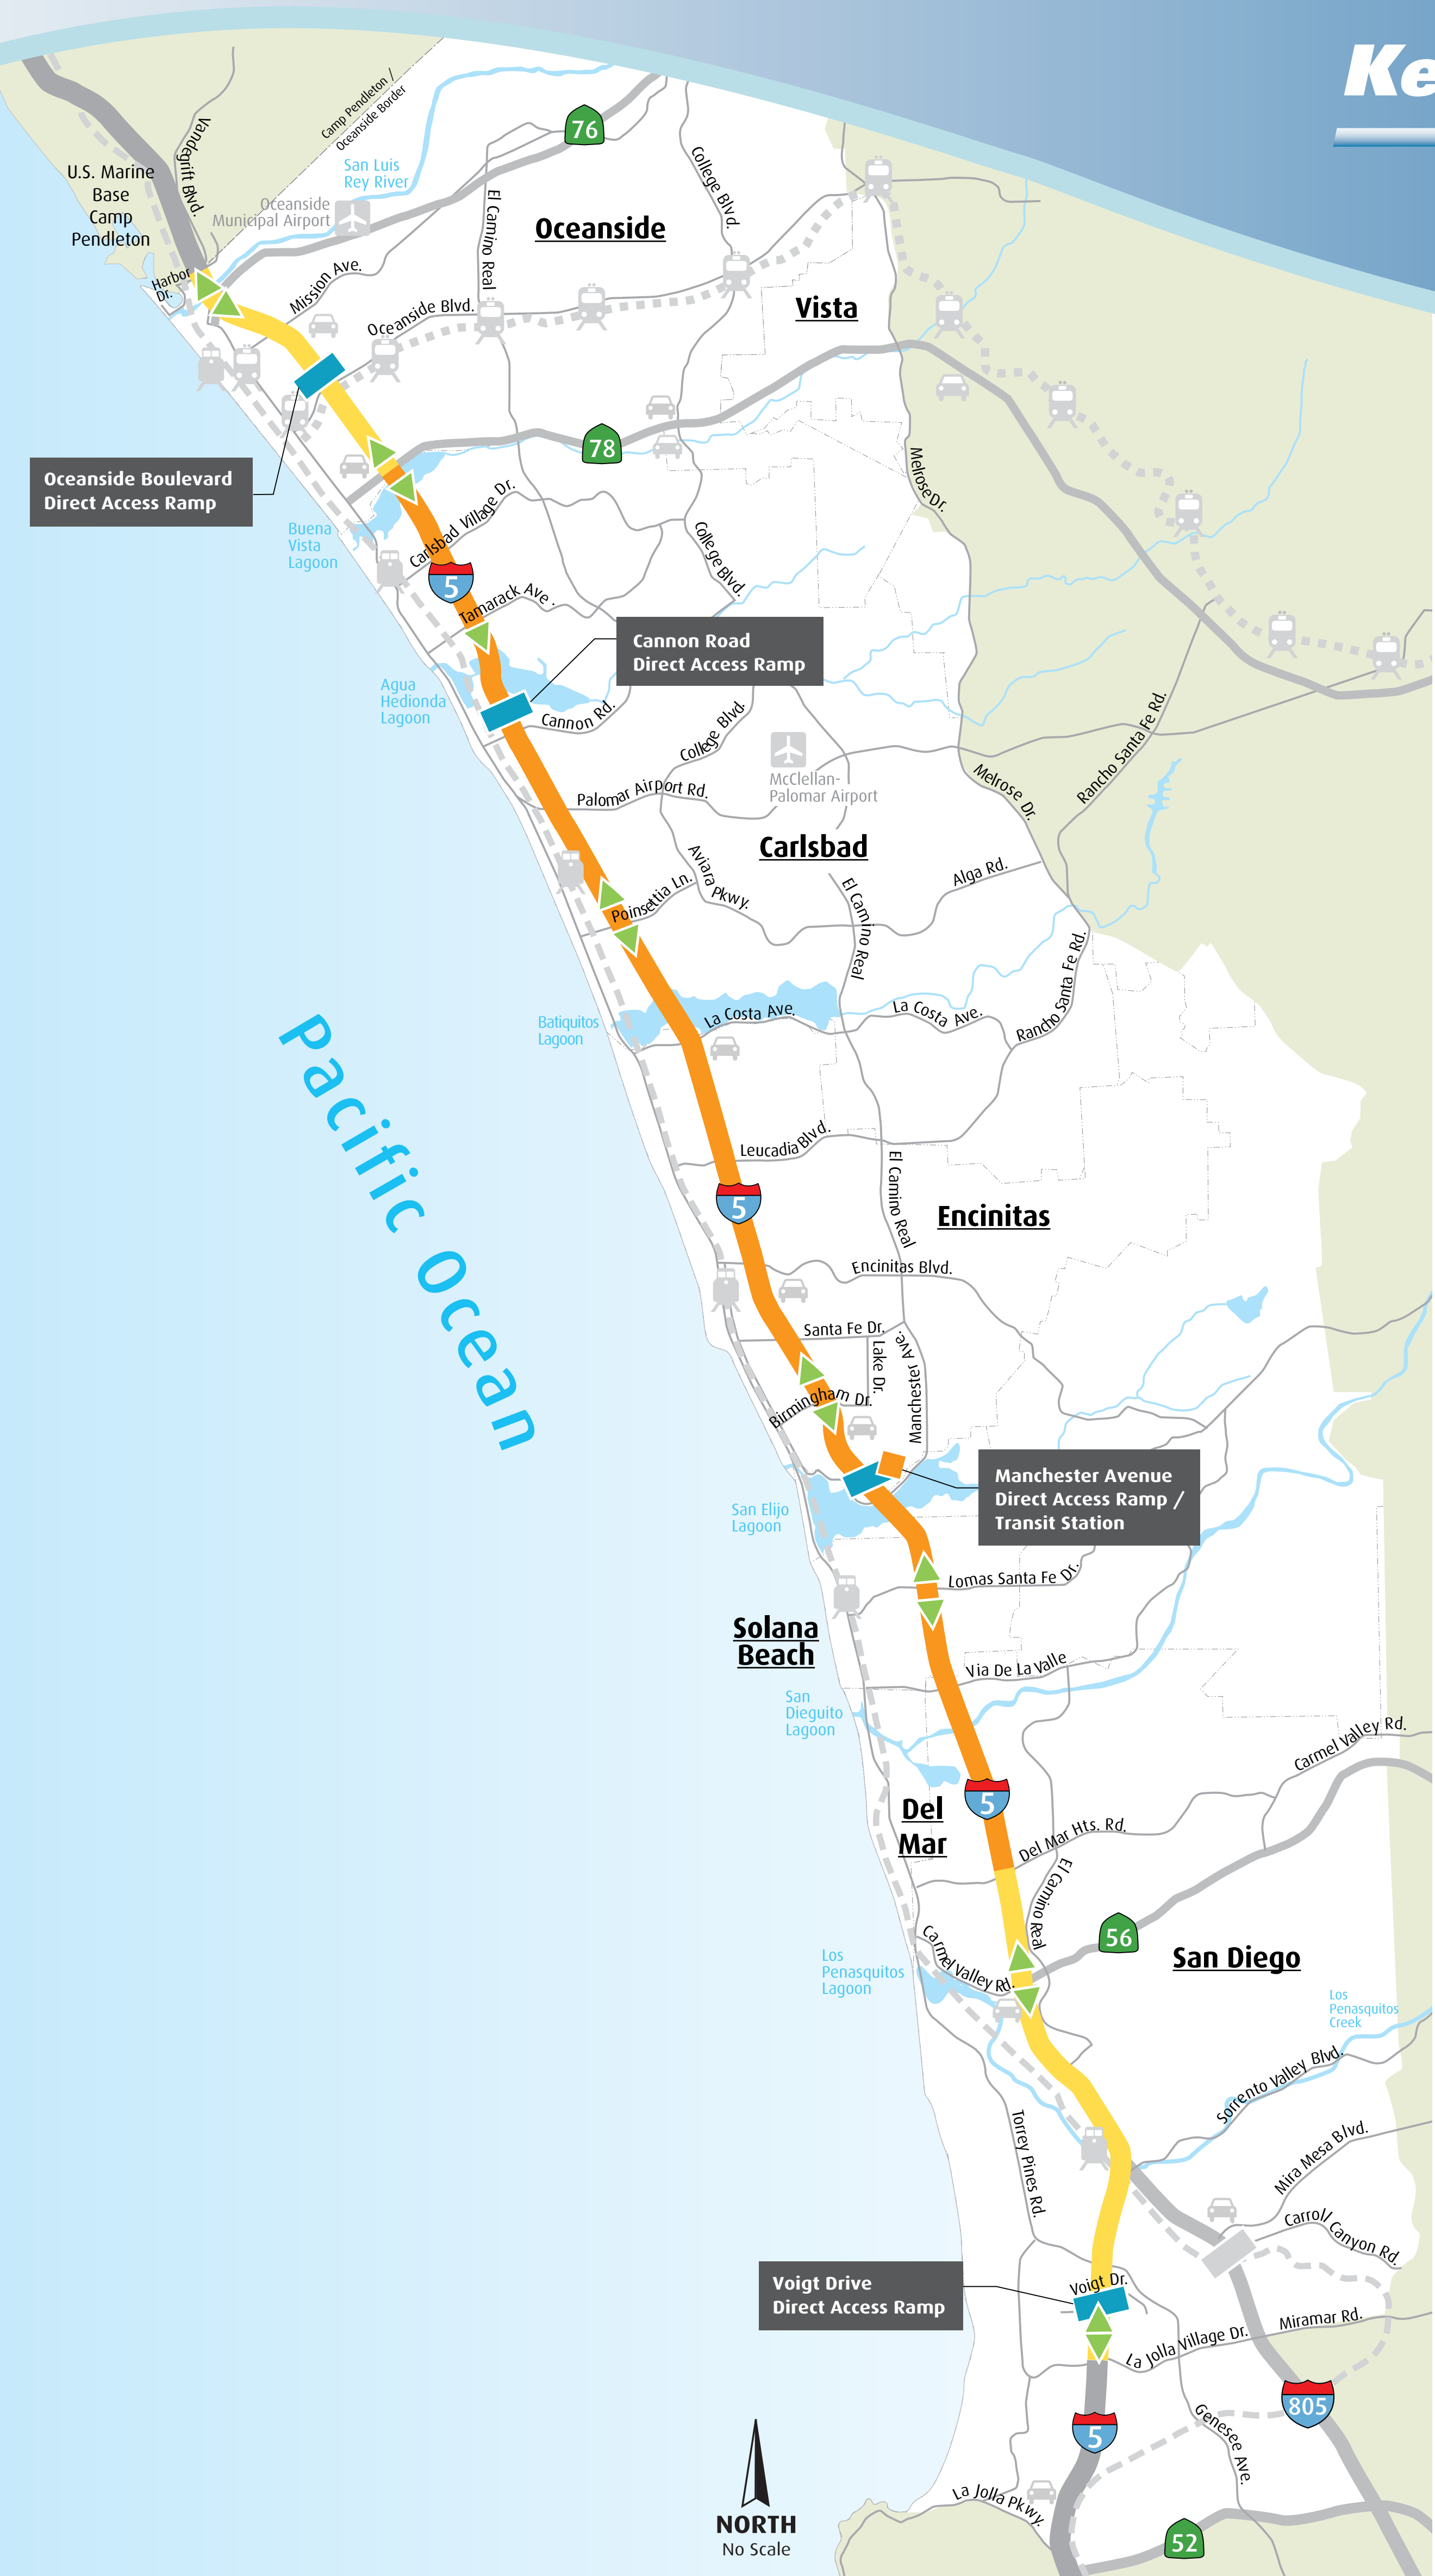 Ke
Camp Pendleton /
Oceanside Border
76
Vandegrift Blvd.
U.S. Marine
Base
Camp
Pendleton
San Luis
Rey River
Oceanside
Municipal Airport
El Camino Real
College Blvd.
Oceanside
Harbor
Dr.
Mission Ave.
Oceanside Blvd.
Vista
78
Oceanside Boulevard
Direct Access Ramp
Melrose Dr.
Buena
Vista
Lagoon
Carlsbad Village Dr.
College Blvd.
5
Tamarack Ave.
Cannon Road
Direct Access Ramp
Agua
Hedionda
Lagoon
Cannon Rd.
College Blvd.
Rancho Santa Fe Rd.
McClellan-
Palomar Airport
Palomar Airport Rd.
Melrose Dr.
Carlsbad
Aviara Pkwy.
Alga Rd.
Poinsettia Ln.
El Camino Real
Rancho Santa Fe Rd.
Batiquitos
Lagoon
La Costa Ave.
La Costa Ave.
Pacific Ocean
Leucadia Blvd.
El Camino Real
5
Encinitas
Encinitas Blvd.
Santa Fe Dr.
Lake Dr.
Manchester Ave.
Birmingham Dr.
Manchester Avenue
Direct Access Ramp /
Transit Station
San Elijo
Lagoon
Lomas Santa Fe Dr.
Solana
Beach
Via De La Valle
San
Dieguito
Lagoon
Carmel Valley Rd.
5
Del
Mar
Del Mar Hts. Rd.
El Camino Real
56
Carmel Valley Rd.
San Diego
Los
Penasquitos
Lagoon
Los
Penasquitos
Creek
Sorrento Valley Blvd.
Torrey Pines Rd.
Mira Mesa Blvd.
Carroll Canyon Rd.
Voigt Drive
Direct Access Ramp
Voigt Dr.
Miramar Rd.
La Jolla Village Dr.
805
5
Genesee Ave.
La Jolla Pkwy.
NORTH
No Scale
52